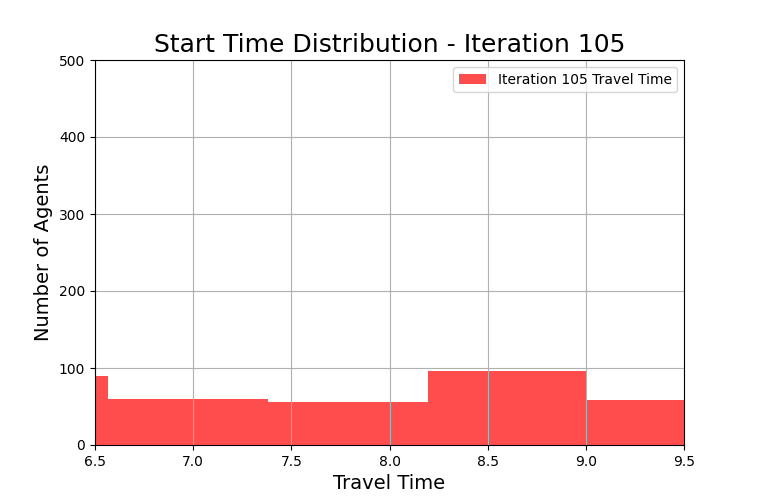 Start Time Distribution - Iteration 105
500
400
300
200
100
0
Number of Agents
Iteration 105 Travel Time
6.5 7.0 7.5 8.0 8.5 9.0 9.5
Travel Time